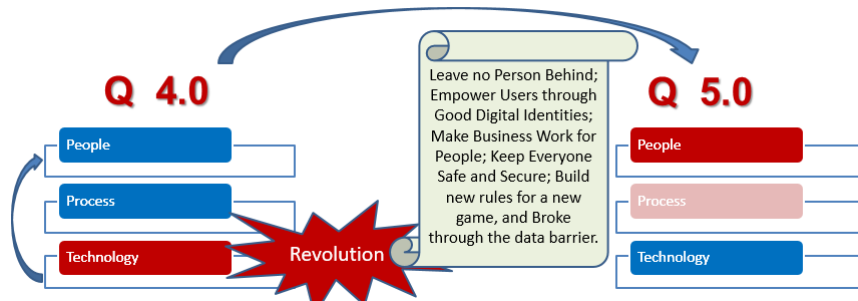 Q 4.0
People
Process
Technology
Revolution
Leave no Person Behind;
Empower Users through
Good Digital Identities;
Make Business Work for
People; Keep Everyone
Safe and Secure; Build
new rules for a new
game, and Broke
through the data barrier.
Q 5.0
People
Process
Technology